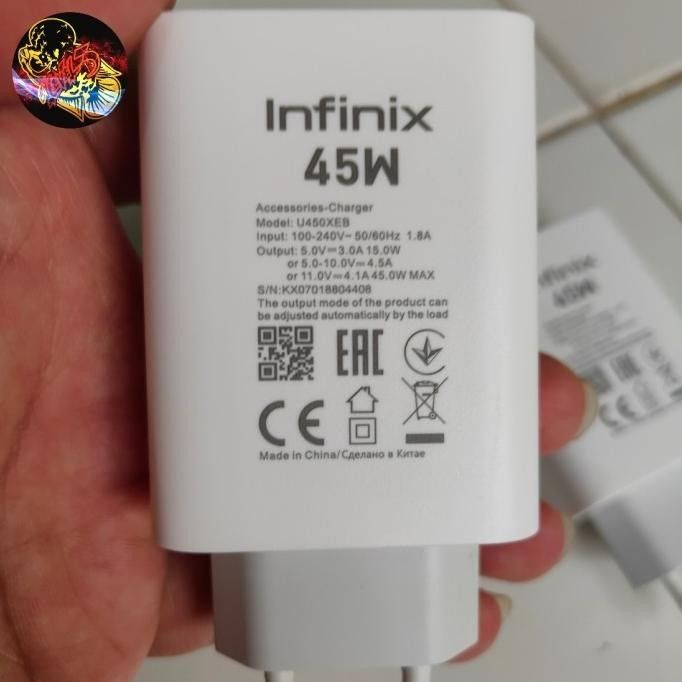 Infinix
45W
Accessories-Charger
Model: U450XEB
Input: 100-240V~ 50/60Hz 1.8A
Output: 5.0V⎓3.0A 15.0W
or 5.0-10.0V⎓4.5A
or 11.0V⎓4.1A 45.0W MAX
S/N:KX07018804408
The output mode of the product can
be adjusted automatically by the load
EAC
CE
Made in China/Сделано в Китае
Infinix
45W
CE